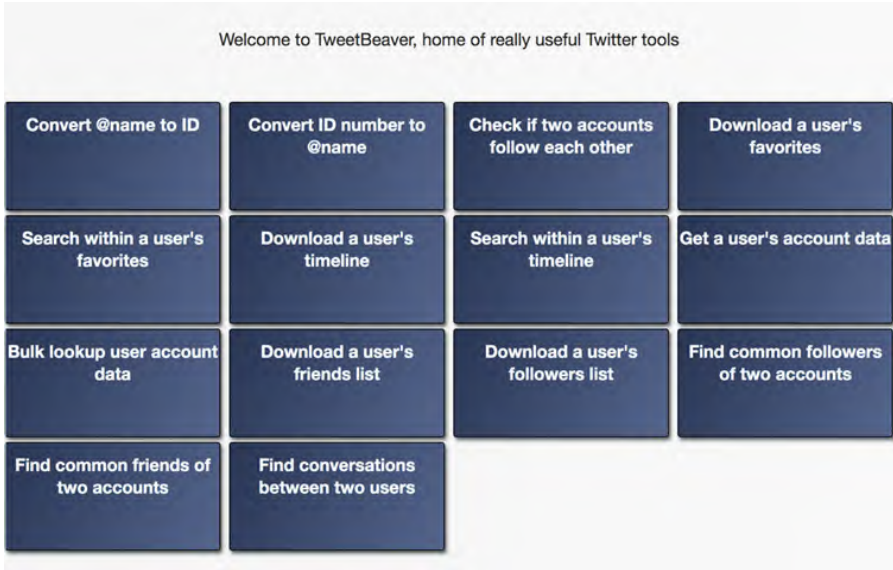 Welcome to TweetBeaver, home of really useful Twitter tools
Convert @name to ID
Convert ID number to
@name
Check if two accounts
follow each other
Download a user's
favorites
Search within a user's
favorites
Download a user's
timeline
Search within a user's
timeline
Get a user's account data
Bulk lookup user account
data
Download a user's
friends list
Download a user's
followers list
Find common followers
of two accounts
Find common friends of
two accounts
Find conversations
between two users